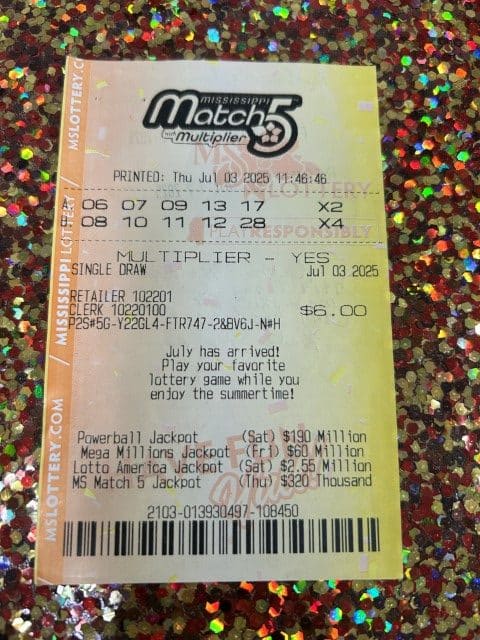 MISSISSIPPI
Match 5
with multiplier
PRINTED: Thu Jul 03 2025 11:46:46
A 06 07 09 13 17 X2
B 08 10 11 12 28 X4
MULTIPLIER - YES
SINGLE DRAW Jul 03 2025
RETAILER 102201
CLERK 10220100 $6.00
P2S#5G-Y22GL4-FTR747-2&BV6J-N#H
July has arrived!
Play your favorite
lottery game while you
enjoy the summertime!
Powerball Jackpot (Sat) $190 Million
Mega Millions Jackpot (Fri) $60 Million
Lotto America Jackpot (Sat) $2.55 Million
MS Match 5 Jackpot (Thu) $320 Thousand
2103-013930497-108450
MSLOTTERY.COM / MISSISSIPPI LOTTERY / MSLOTTERY.C
LOTTERY
PLAY RESPONSIBLY